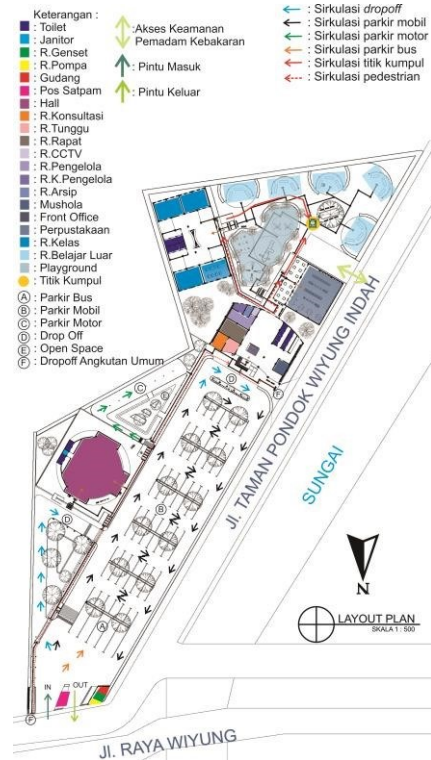 Keterangan :
: Toilet
: Janitor
: R.Genset
: R.Pompa
: Gudang
: Pos Satpam
: Hall
: R.Konsultasi
: R.Tunggu
: R.Rapat
: R.CCTV
: R.Pengelola
: R.K.Pengelola
: R.Arsip
: Mushola
: Front Office
: Perpustakaan
: R.Kelas
: R.Belajar Luar
: Playground
: Titik Kumpul
A : Parkir Bus
B : Parkir Mobil
C : Parkir Motor
D : Drop Off
E : Open Space
F : Dropoff Angkutan Umum
:Akses Keamanan
Pemadam Kebakaran
: Pintu Masuk
: Pintu Keluar
: Sirkulasi dropoff
: Sirkulasi parkir mobil
: Sirkulasi parkir motor
: Sirkulasi parkir bus
: Sirkulasi titik kumpul
: Sirkulasi pedestrian
D
F
C
B
D
A
F
IN
OUT
Jl. TAMAN PONDOK WIYUNG INDAH
SUNGAI
N
LAYOUT PLAN
SKALA 1 : 500
JL. RAYA WIYUNG